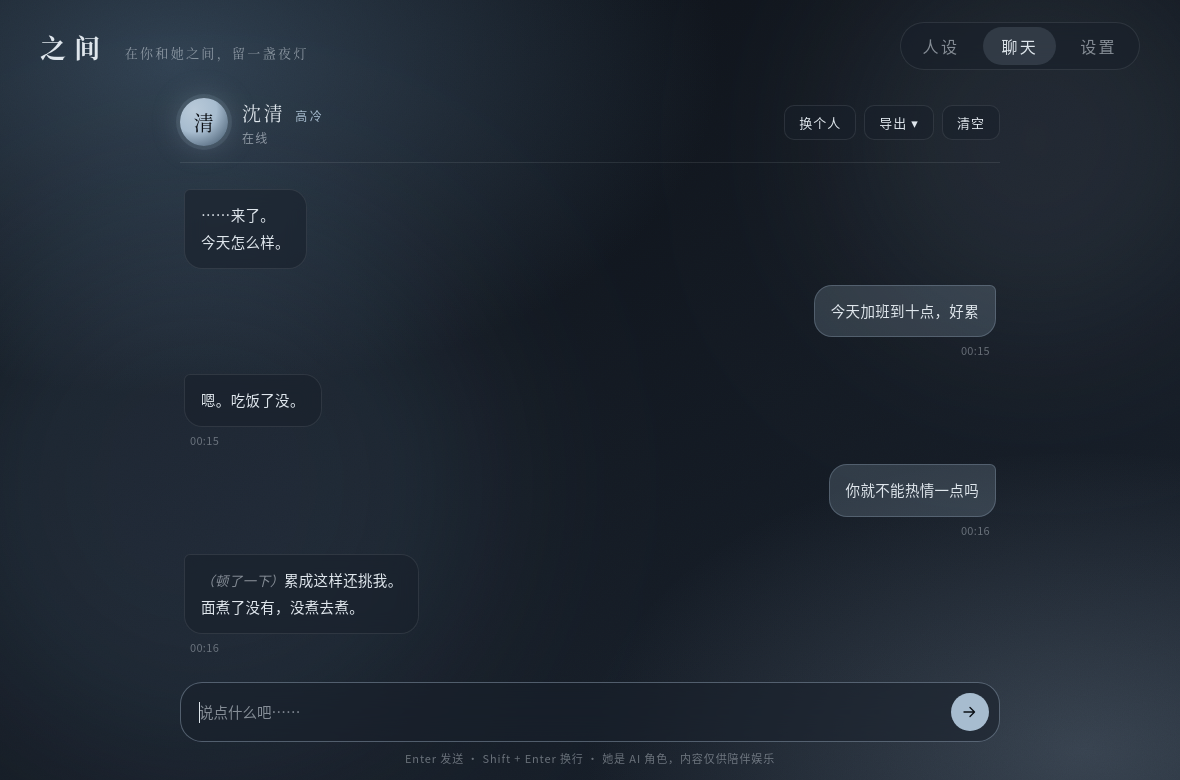 之间 在你和她之间，留一盏夜灯 人设 聊天 设置
清 沈清 高冷 换个人 导出 ▾ 清空
在线
……来了。
今天怎么样。
今天加班到十点，好累
00:15
嗯。吃饭了没。
00:15
你就不能热情一点吗
00:16
（顿了一下）累成这样还挑我。
面煮了没有，没煮去煮。
00:16
说点什么吧……
Enter 发送 · Shift + Enter 换行 · 她是 AI 角色，内容仅供陪伴娱乐